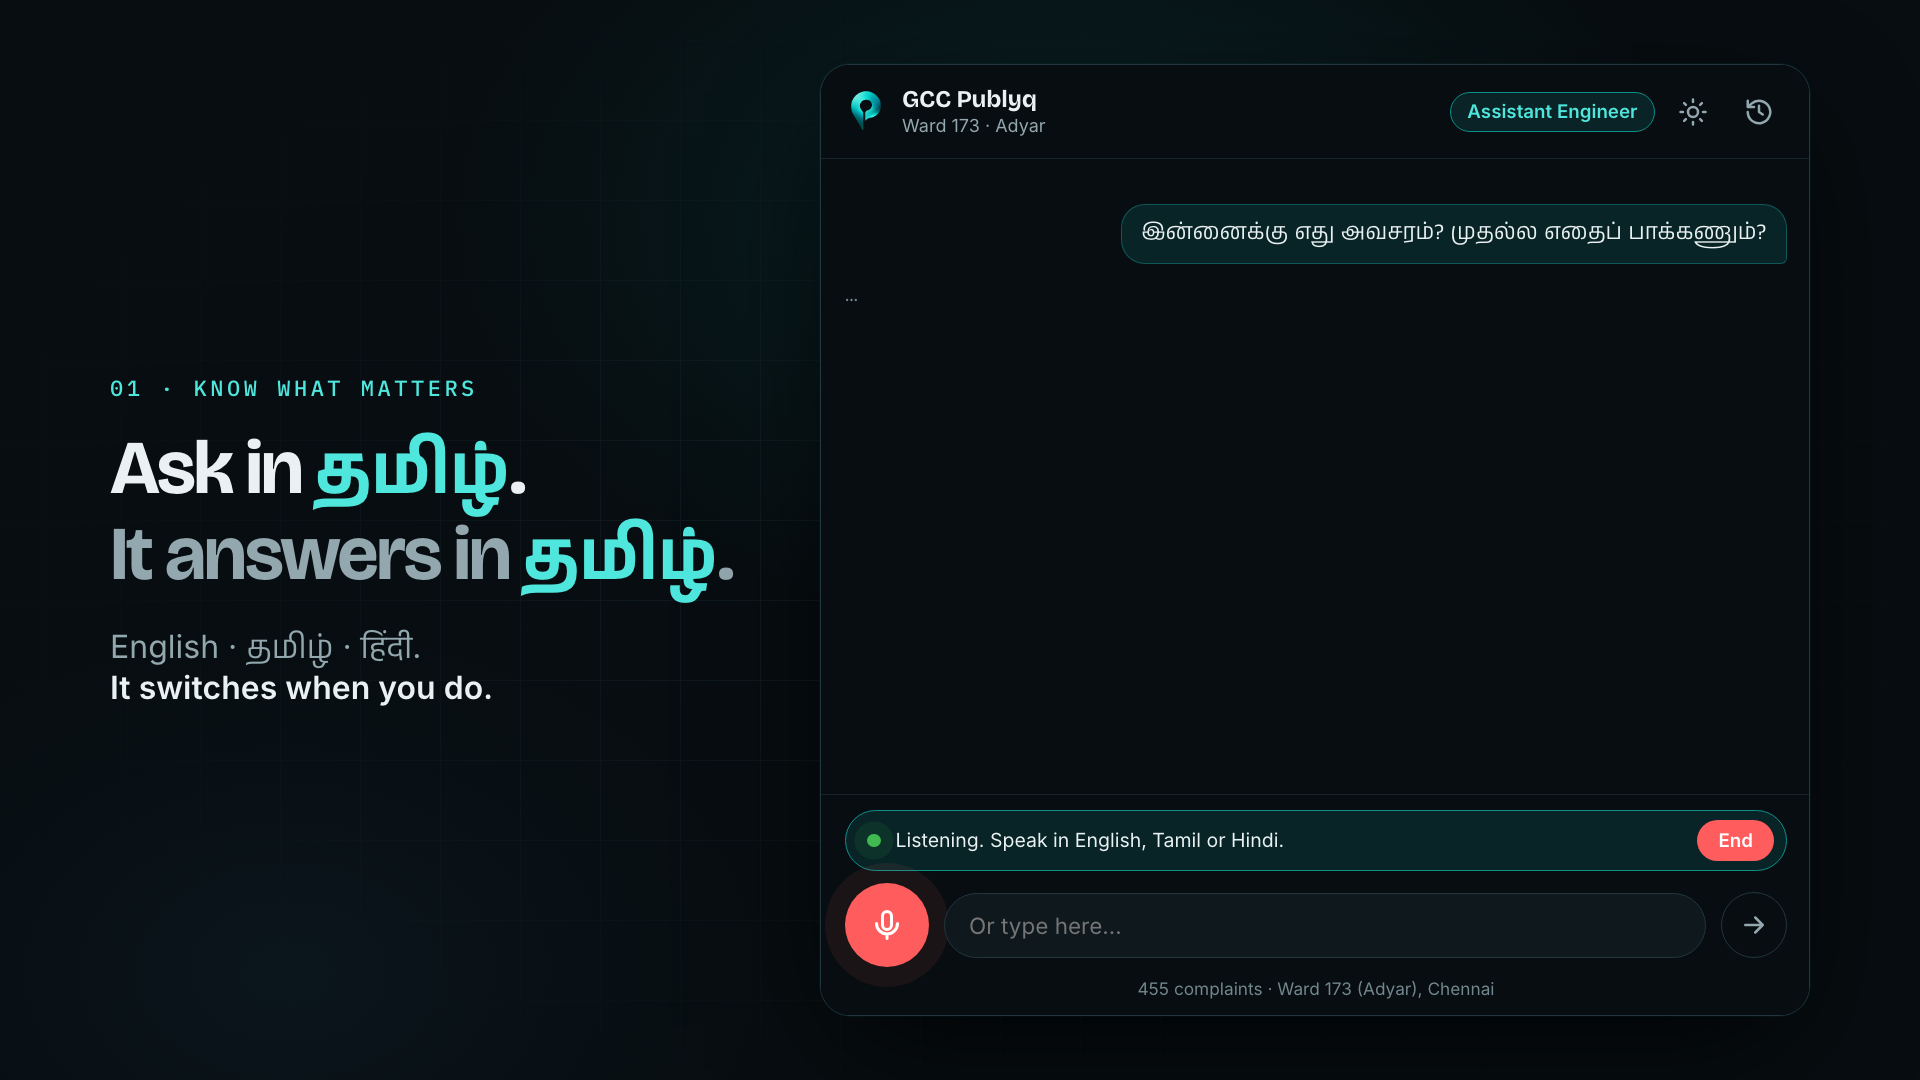 01 · KNOW WHAT MATTERS
Ask in தமிழ்.
It answers in தமிழ்.
English · தமிழ் · हिंदी.
It switches when you do.
GCC Publyq
Ward 173 · Adyar
Assistant Engineer
இன்னைக்கு எது அவசரம்? முதல்ல எதைப் பாக்கணும்?
...
Listening. Speak in English, Tamil or Hindi.
End
Or type here...
455 complaints · Ward 173 (Adyar), Chennai